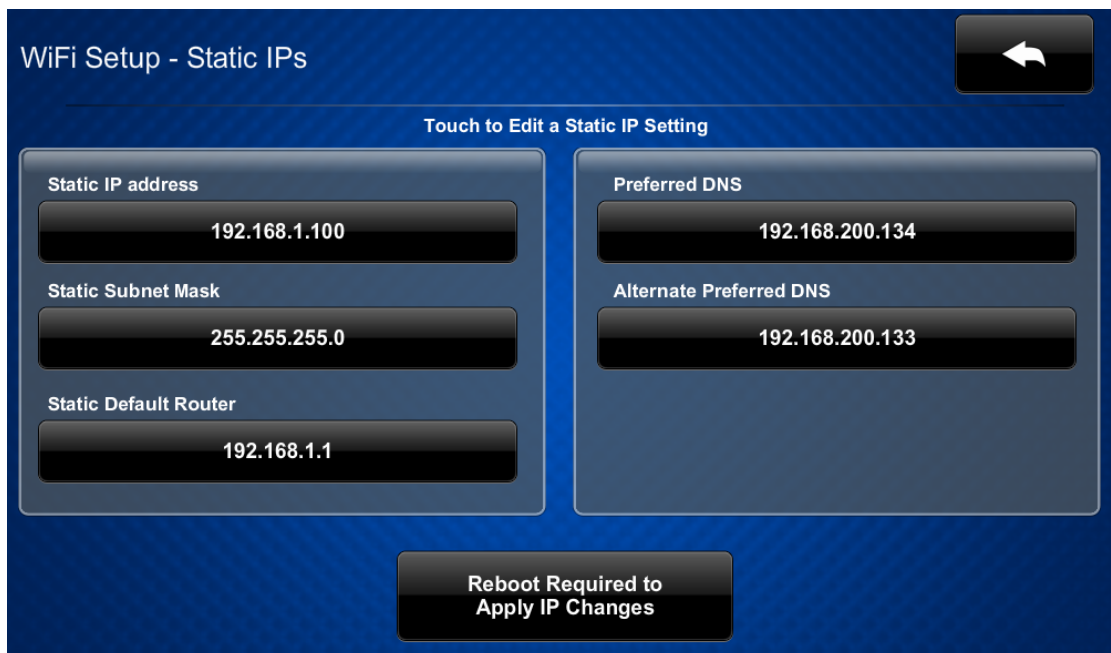 WiFi Setup - Static IPs
Touch to Edit a Static IP Setting
Static IP address
192.168.1.100
Static Subnet Mask
255.255.255.0
Static Default Router
192.168.1.1
Preferred DNS
192.168.200.134
Alternate Preferred DNS
192.168.200.133
Reboot Required to
Apply IP Changes